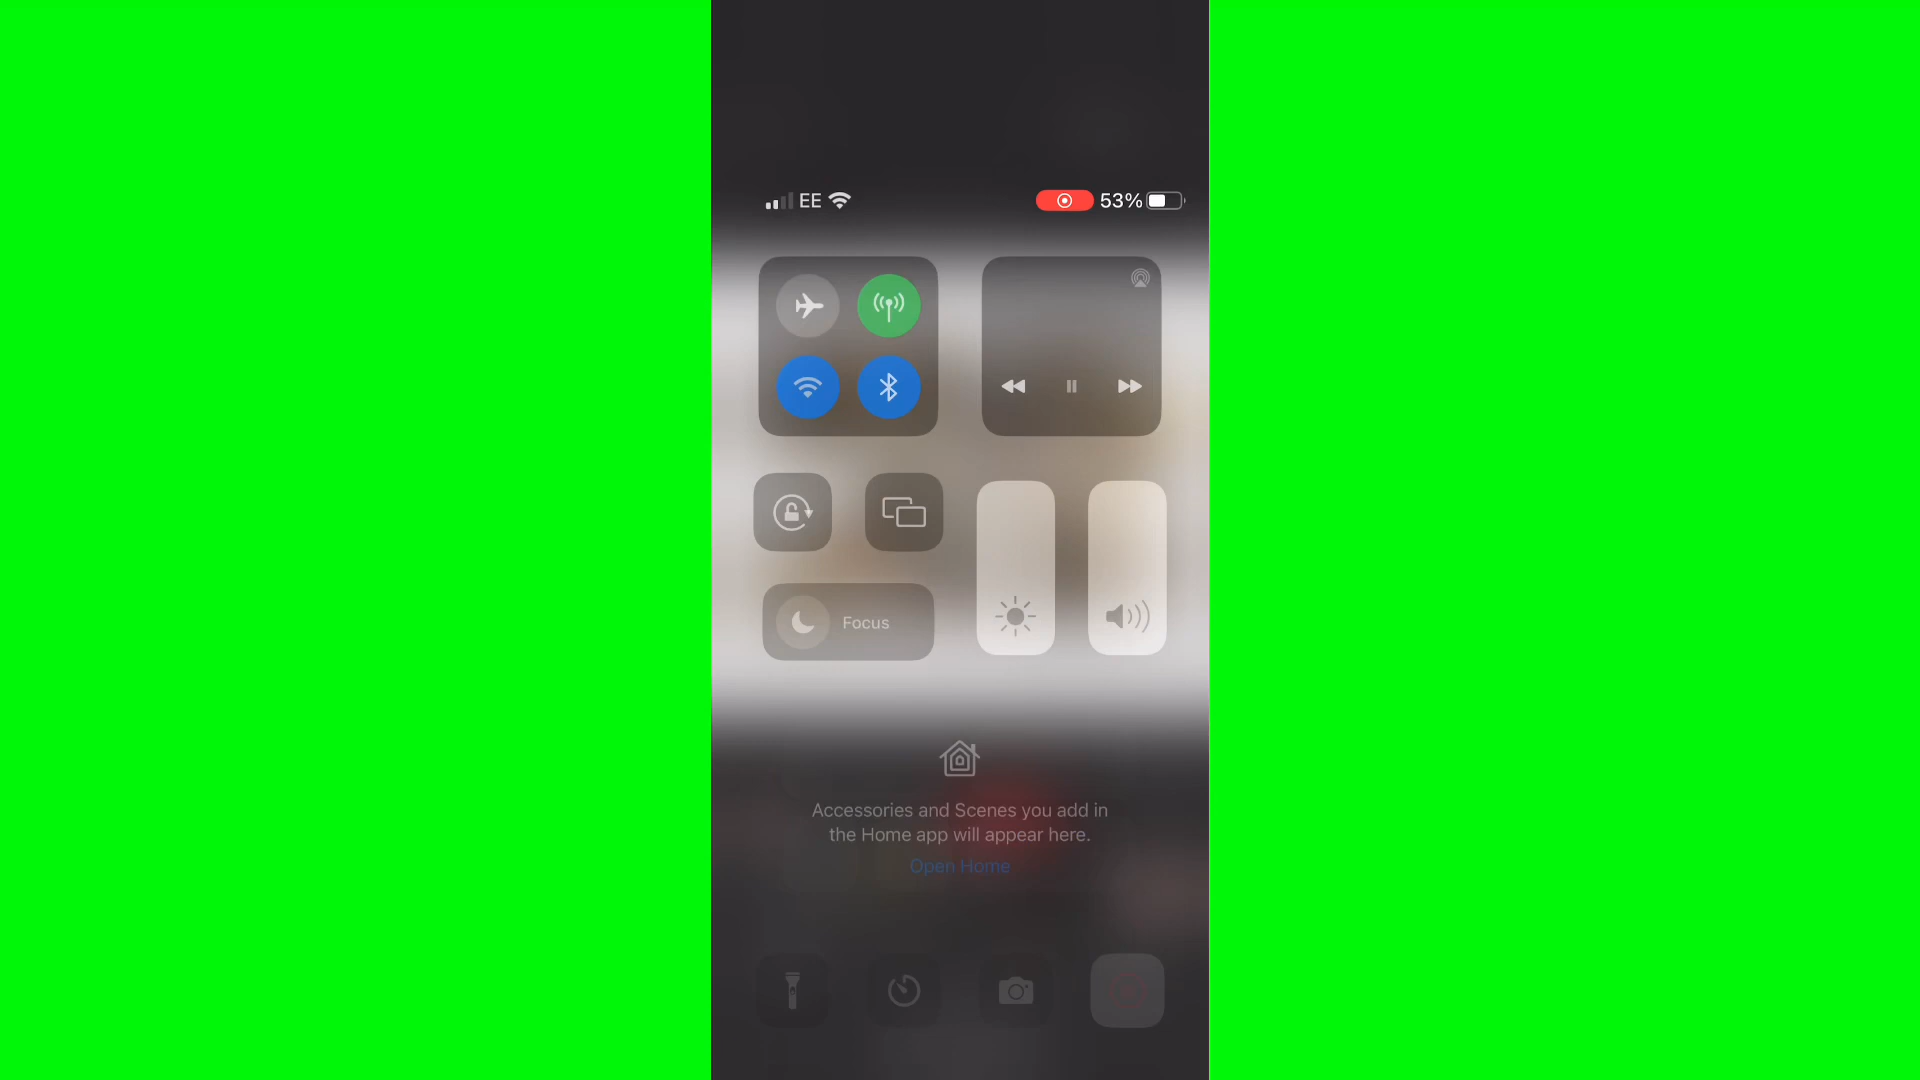 EE 53%
Focus
Accessories and Scenes you add in
the Home app will appear here.
Open Home